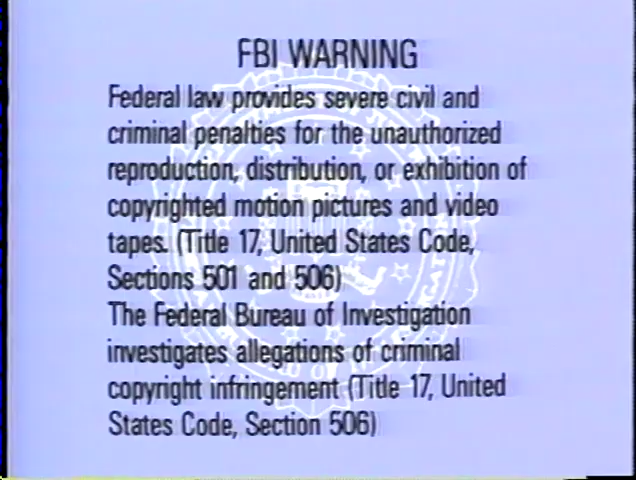 FBI WARNING
Federal law provides severe civil and
criminal penalties for the unauthorized
reproduction, distribution, or exhibition of
copyrighted motion pictures and video
tapes. (Title 17, United States Code,
Sections 501 and 506)
The Federal Bureau of Investigation
investigates allegations of criminal
copyright infringement (Title 17, United
States Code, Section 506)